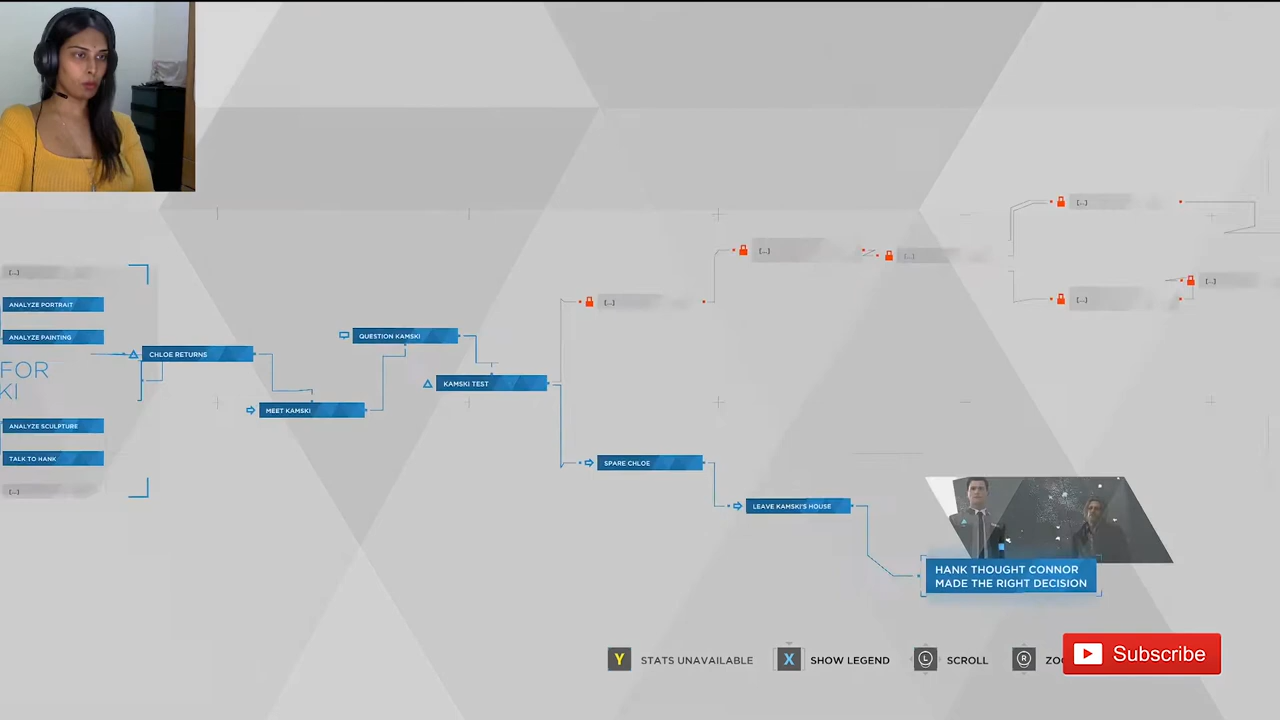 [...]
[...]
[...]
[...]
[...]
[...]
[...]
ANALYZE PORTRAIT
QUESTION KAMSKI
ANALYZE PAINTING
CHLOE RETURNS
FOR
KI
KAMSKI TEST
MEET KAMSKI
ANALYZE SCULPTURE
TALK TO HANK
SPARE CHLOE
[...]
LEAVE KAMSKI'S HOUSE
HANK THOUGHT CONNOR
MADE THE RIGHT DECISION
Y STATS UNAVAILABLE X SHOW LEGEND L SCROLL R ZO
Subscribe